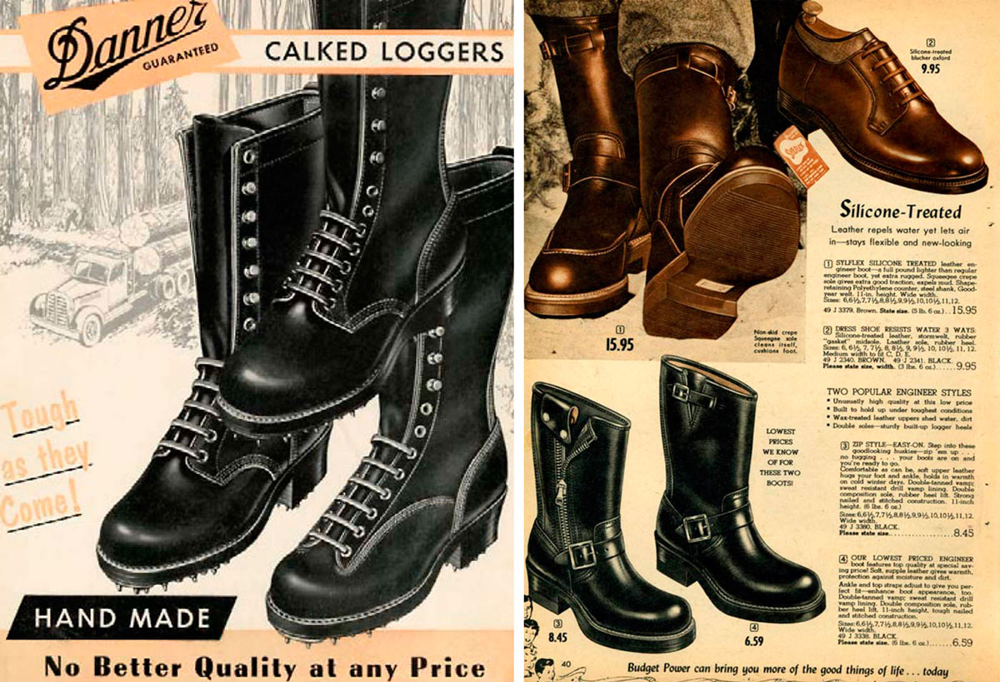 Danner
GUARANTEED
CALKED LOGGERS
Tough
as they
Come!
HAND MADE
No Better Quality at any Price
2
Silicone-treated
blucher oxford
9.95
Silicone-Treated
Leather repels water yet lets air
in—stays flexible and new-looking
1 SYLFLEX SILICONE TREATED leather en-
gineer boot—a full pound lighter than regular
engineer boot, yet extra rugged. Squeegee crepe
sole gives extra good traction, expels mud. Shape-
retaining Polyethylene counter, steel shank, Good-
year welt. 11-in. height. Wide width.
Sizes: 6,6½,7,7½,8,8½,9,9½,10,10½,11,12.
49 J 3379. Brown. State size. (5 lbs. 6 oz.)..15.95
2 DRESS SHOE RESISTS WATER 3 WAYS:
Silicone-treated leather, stormwelt, rubber
"gasket" midsole. Leather sole, rubber heel.
Sizes: 6, 6½, 7, 7½, 8, 8½, 9, 9½, 10, 10½, 11, 12.
Medium width to fit C, D, E.
49 J 2340. BROWN. 49 J 2341. BLACK.
Please state size, width. (3 lbs. 6 oz.)......9.95
1
15.95
Non-skid crepe
Squeegee sole
cleans itself,
cushions foot.
TWO POPULAR ENGINEER STYLES
Unusually high quality at this low price
Built to hold up under toughest conditions
Wax-treated leather uppers shed water, dirt
Double soles—sturdy built-up logger heels
LOWEST
PRICES
WE KNOW
OF FOR
THESE TWO
BOOTS!
3 ZIP STYLE—EASY-ON. Step into these
goodlooking huskies—zip 'em up . . .
no tugging . . . your boots are on and
you're ready to go.
Comfortable as can be, soft upper leather
hugs your foot and ankle, holds in warmth
on cold winter days. Double-tanned vamp;
sweat resistant drill vamp lining. Double
composition sole, rubber heel lift. Strong
nailed and stitched construction. 11-inch
height. (6 lbs. 6 oz.)
Sizes: 6,6½,7,7½,8,8½,9,9½,10,10½,11,12.
Wide width.
49 J 3380. BLACK.
Please state size......................8.45
4 OUR LOWEST PRICED ENGINEER
boot features top quality at special sav-
ing price! Soft, supple leather gives warmth,
protection against moisture and dirt.
Ankle and top straps adjust to give you per-
fect fit—enhance boot appearance, too.
Double-tanned vamp; sweat resistant drill
vamp lining. Double composition sole, rub-
ber heel lift, 11-inch height, tough nailed
and stitched construction.
Sizes: 6,6½,7,7½,8,8½,9,9½,10,10½,11,12.
Wide width.
49 J 3338. BLACK.
Please state size. (6 lbs. 6 oz.)......6.59
3
8.45
4
6.59
40
Budget Power can bring you more of the good things of life . . . today